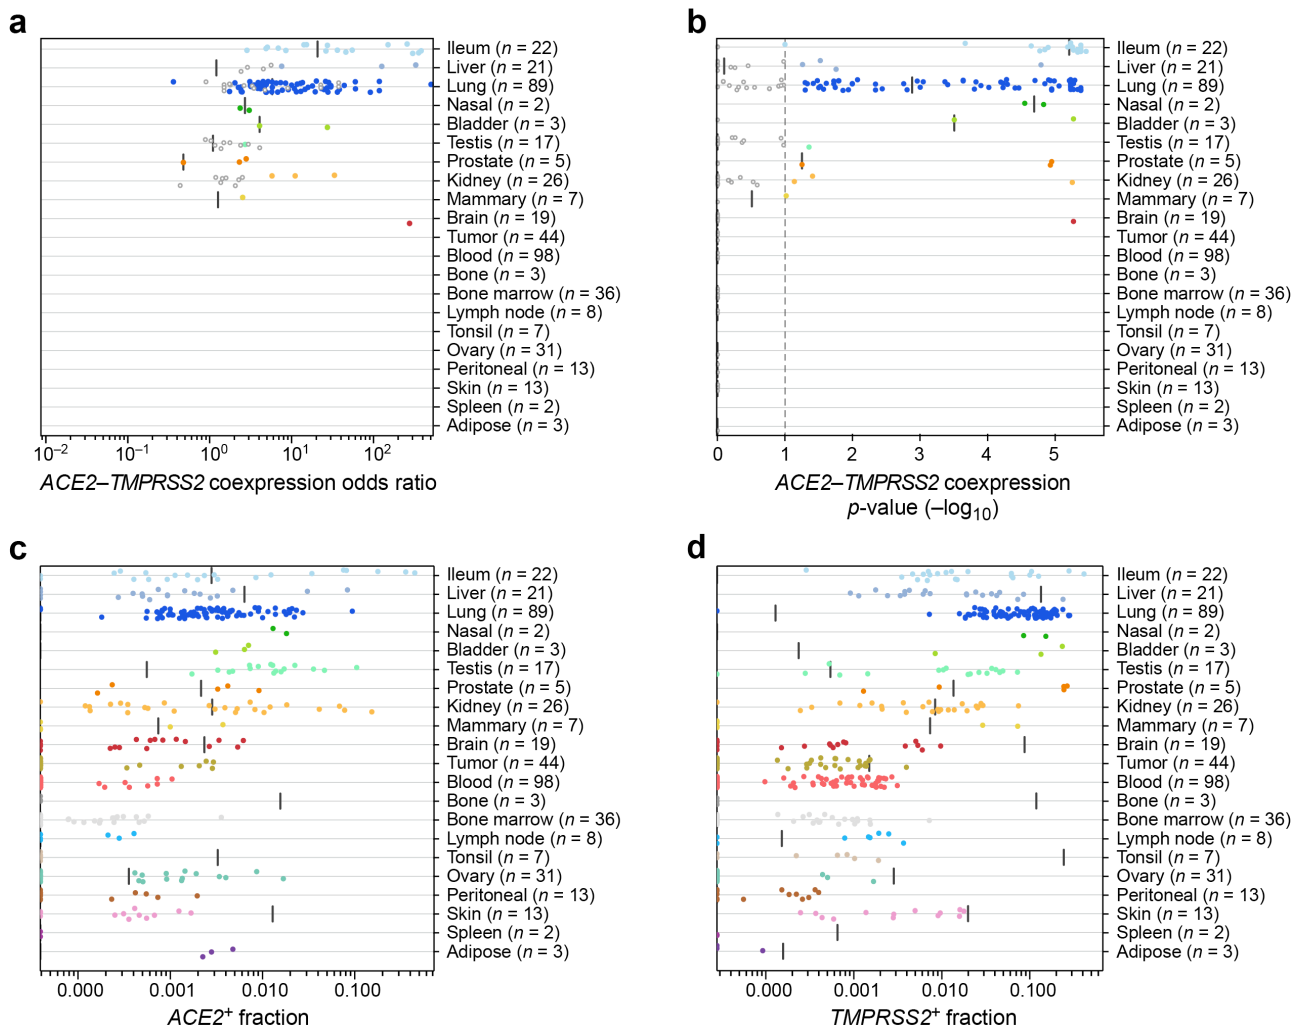 a
Ileum (n = 22)
Liver (n = 21)
Lung (n = 89)
Nasal (n = 2)
Bladder (n = 3)
Testis (n = 17)
Prostate (n = 5)
Kidney (n = 26)
Mammary (n = 7)
Brain (n = 19)
Tumor (n = 44)
Blood (n = 98)
Bone (n = 3)
Bone marrow (n = 36)
Lymph node (n = 8)
Tonsil (n = 7)
Ovary (n = 31)
Peritoneal (n = 13)
Skin (n = 13)
Spleen (n = 2)
Adipose (n = 3)
10⁻² 10⁻¹ 10⁰ 10¹ 10²
ACE2–TMPRSS2 coexpression odds ratio
b
Ileum (n = 22)
Liver (n = 21)
Lung (n = 89)
Nasal (n = 2)
Bladder (n = 3)
Testis (n = 17)
Prostate (n = 5)
Kidney (n = 26)
Mammary (n = 7)
Brain (n = 19)
Tumor (n = 44)
Blood (n = 98)
Bone (n = 3)
Bone marrow (n = 36)
Lymph node (n = 8)
Tonsil (n = 7)
Ovary (n = 31)
Peritoneal (n = 13)
Skin (n = 13)
Spleen (n = 2)
Adipose (n = 3)
0 1 2 3 4 5
ACE2–TMPRSS2 coexpression
p-value (–log₁₀)
c
Ileum (n = 22)
Liver (n = 21)
Lung (n = 89)
Nasal (n = 2)
Bladder (n = 3)
Testis (n = 17)
Prostate (n = 5)
Kidney (n = 26)
Mammary (n = 7)
Brain (n = 19)
Tumor (n = 44)
Blood (n = 98)
Bone (n = 3)
Bone marrow (n = 36)
Lymph node (n = 8)
Tonsil (n = 7)
Ovary (n = 31)
Peritoneal (n = 13)
Skin (n = 13)
Spleen (n = 2)
Adipose (n = 3)
0.000 0.001 0.010 0.100
ACE2⁺ fraction
d
Ileum (n = 22)
Liver (n = 21)
Lung (n = 89)
Nasal (n = 2)
Bladder (n = 3)
Testis (n = 17)
Prostate (n = 5)
Kidney (n = 26)
Mammary (n = 7)
Brain (n = 19)
Tumor (n = 44)
Blood (n = 98)
Bone (n = 3)
Bone marrow (n = 36)
Lymph node (n = 8)
Tonsil (n = 7)
Ovary (n = 31)
Peritoneal (n = 13)
Skin (n = 13)
Spleen (n = 2)
Adipose (n = 3)
0.000 0.001 0.010 0.100
TMPRSS2⁺ fraction